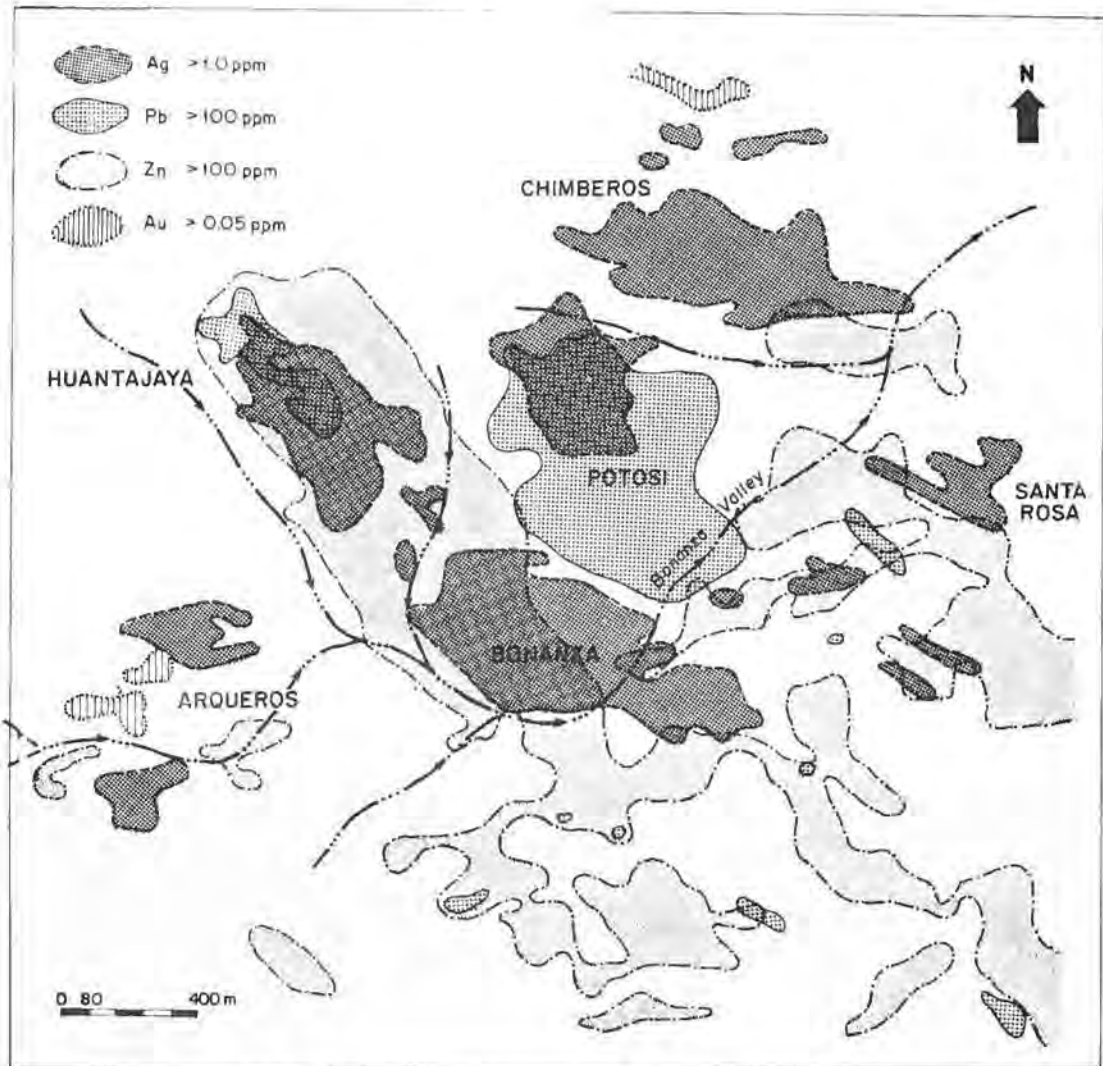 Ag >1.0 ppm
Pb >100 ppm
Zn >100 ppm
Au > 0.05 ppm
N
CHIMBEROS
HUANTAJAYA
POTOSI
Bonanza Valley
SANTA
ROSA
BONANZA
ARQUEROS
0 80 400 m